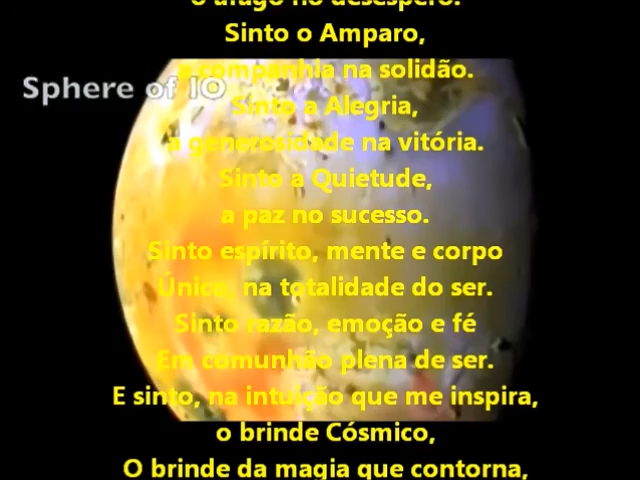 o afago no desespero.
Sinto o Amparo,
a companhia na solidão.
Sphere of IO
Sinto a Alegria,
a generosidade na vitória.
Sinto a Quietude,
a paz no sucesso.
Sinto espírito, mente e corpo
Único, na totalidade do ser.
Sinto razão, emoção e fé
Em comunhão plena de ser.
E sinto, na intuição que me inspira,
o brinde Cósmico,
O brinde da magia que contorna,